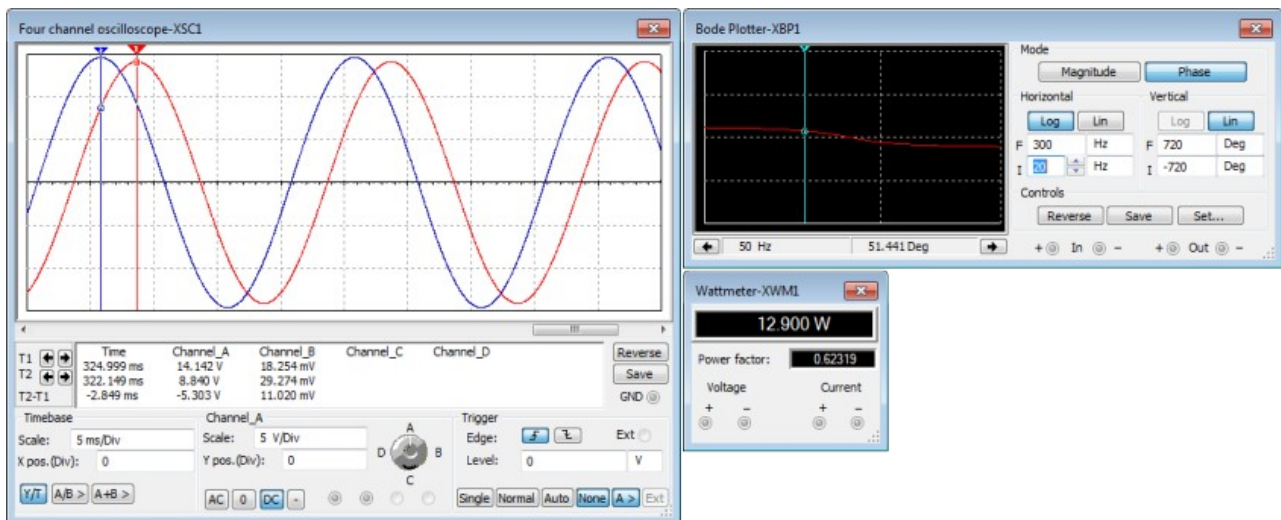 Four channel oscilloscope-XSC1
T1
T2
T2-T1
Time Channel_A Channel_B Channel_C Channel_D
324.999 ms 14.142 V 18.254 mV
322.149 ms 8.840 V 29.274 mV
-2.849 ms -5.303 V 11.020 mV
Reverse
Save
GND
Timebase
Scale: 5 ms/Div
X pos.(Div): 0
Y/T A/B > A+B >
Channel_A
Scale: 5 V/Div
Y pos.(Div): 0
AC 0 DC -
A
D B
C
Trigger
Edge: Ext
Level: 0 V
Single Normal Auto None A > Ext
Bode Plotter-XBP1
50 Hz 51.441 Deg
Mode
Magnitude Phase
Horizontal Vertical
Log Lin Log Lin
F 300 Hz F 720 Deg
I 20 Hz I -720 Deg
Controls
Reverse Save Set...
+ In - + Out -
Wattmeter-XWM1
12.900 W
Power factor: 0.62319
Voltage Current
+ - + -